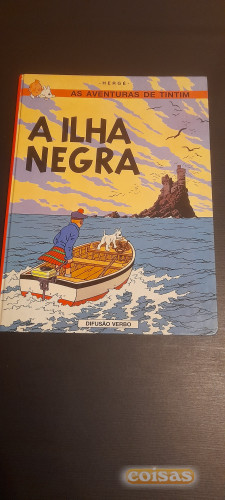 -HERGÉ-
AS AVENTURAS DE TINTIM
A ILHA
NEGRA
DIFUSÃO VERBO
coisas